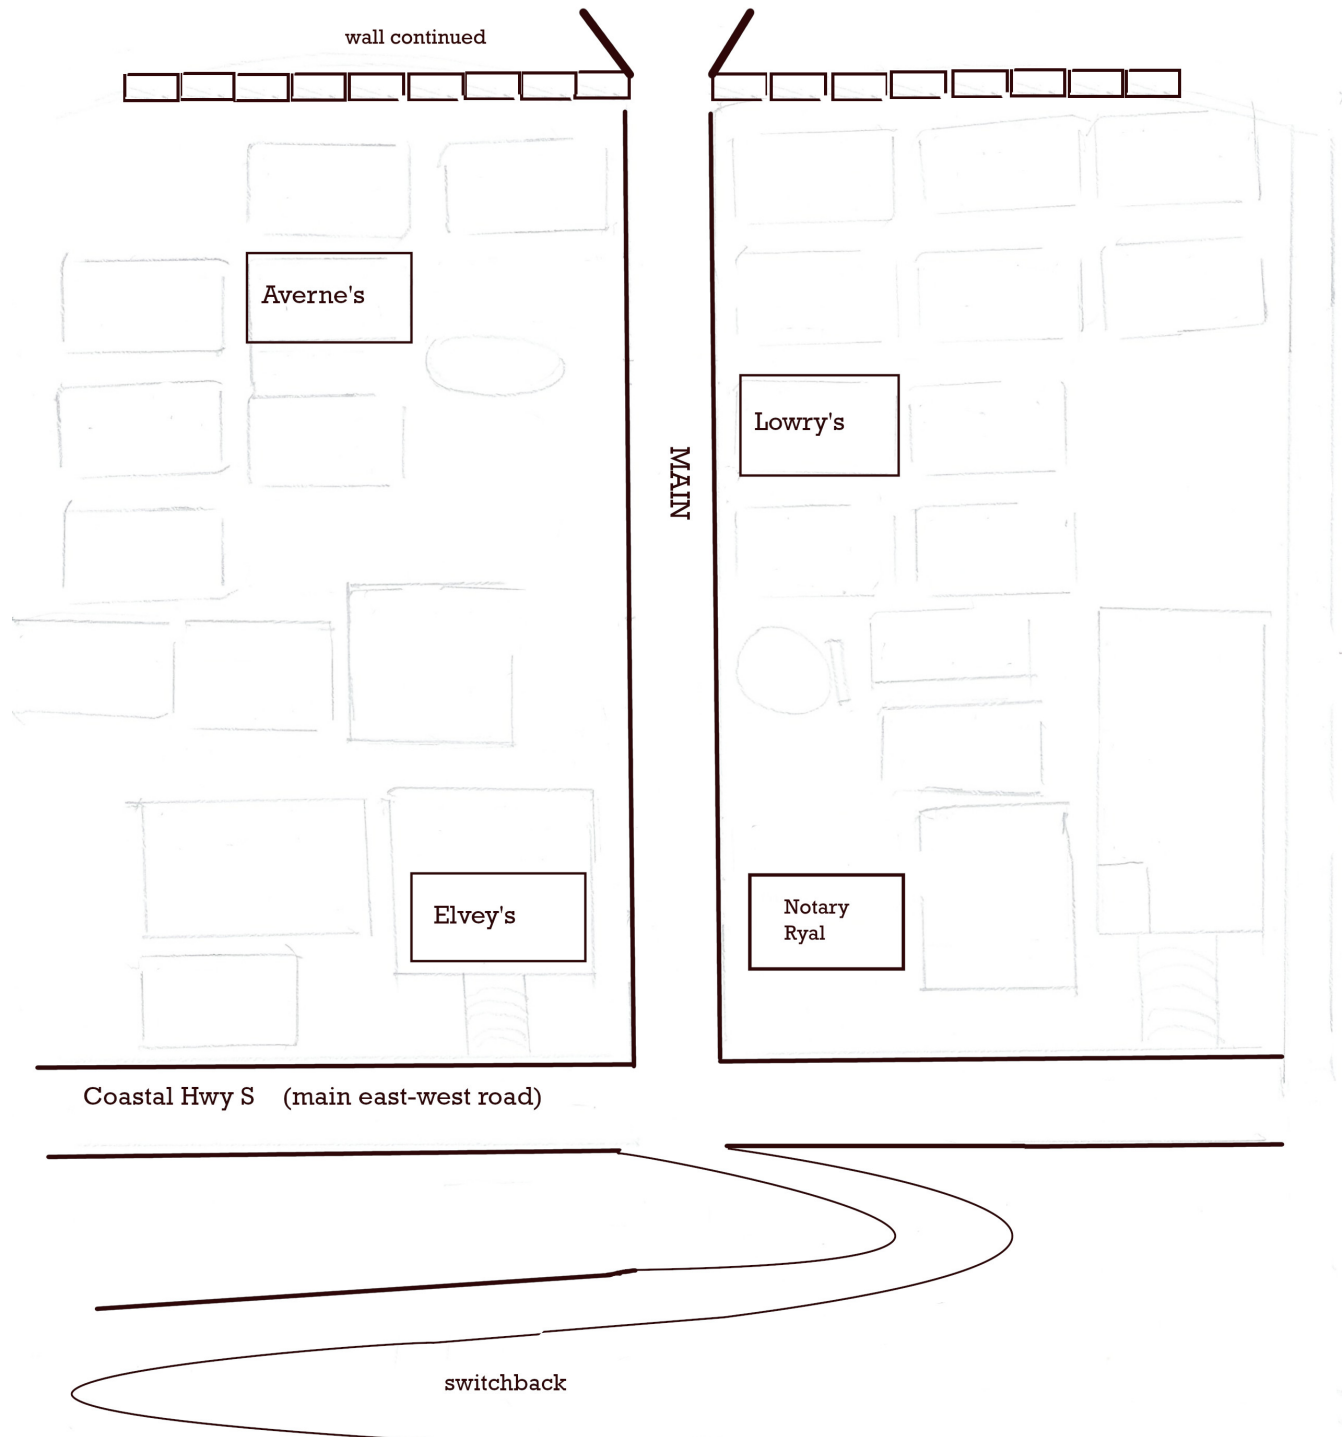 wall continued
Averne's
Lowry's
MAIN
Elvey's
Notary
Ryal
Coastal Hwy S (main east-west road)
switchback